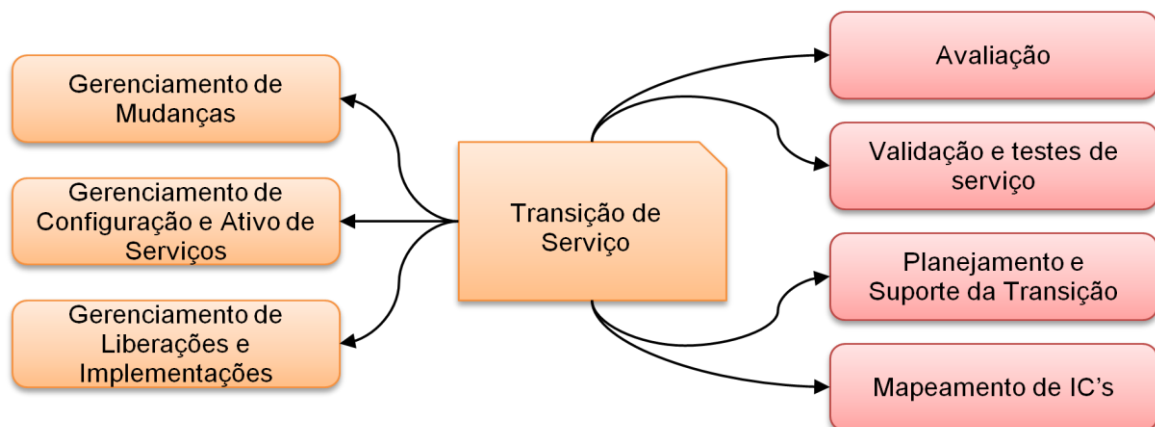 Gerenciamento de
Mudanças
Gerenciamento de
Configuração e Ativo de
Serviços
Gerenciamento de
Liberações e
Implementações
Transição de
Serviço
Avaliação
Validação e testes de
serviço
Planejamento e
Suporte da Transição
Mapeamento de IC's